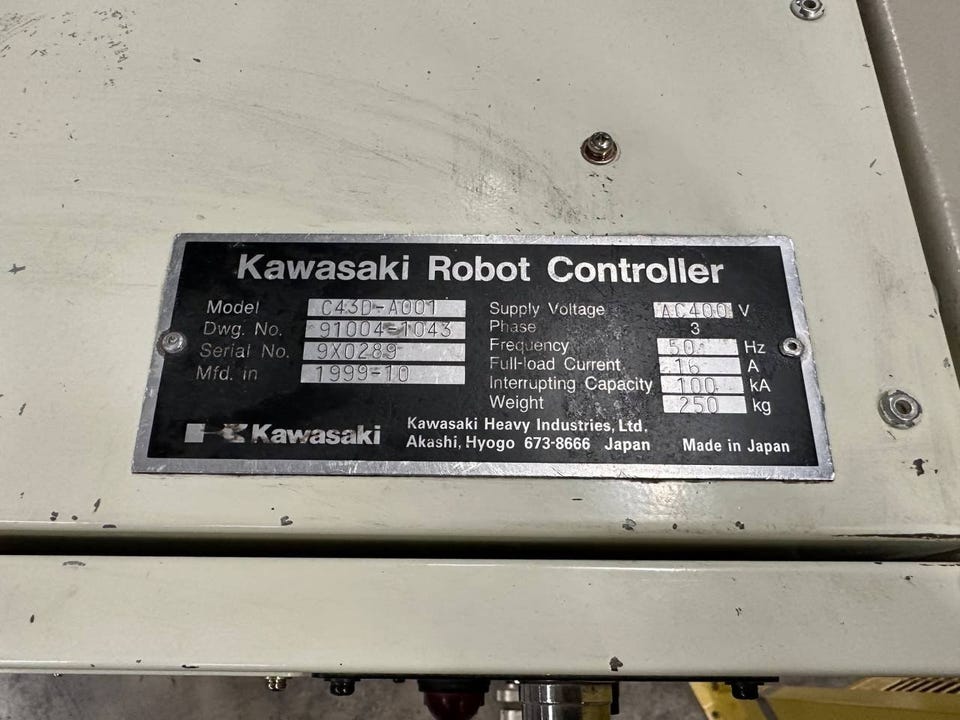 Kawasaki Robot Controller
Model C43D-A001
Dwg. No. 91004-1043
Serial No. 9X0289
Mfd. in 1999-10
Supply Voltage AC400 V
Phase 3
Frequency 50 Hz
Full-load Current 16 A
Interrupting Capacity 100 kA
Weight 250 kg
Kawasaki
Kawasaki Heavy Industries, Ltd.
Akashi, Hyogo 673-8666 Japan Made in Japan